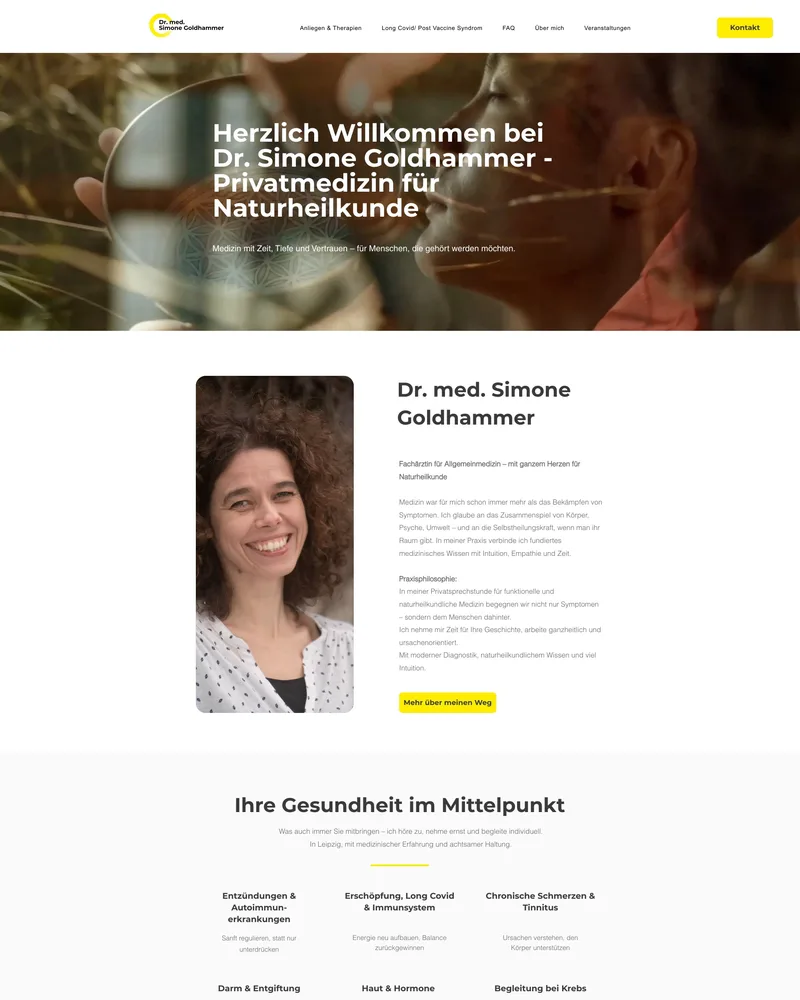 Dr. med.
Simone Goldhammer
Anliegen & Therapien
Long Covid/ Post Vaccine Syndrom
FAQ
Über mich
Veranstaltungen
Kontakt
Herzlich Willkommen bei
Dr. Simone Goldhammer -
Privatmedizin für
Naturheilkunde
Medizin mit Zeit, Tiefe und Vertrauen – für Menschen, die gehört werden möchten.
Dr. med. Simone
Goldhammer
Fachärztin für Allgemeinmedizin – mit ganzem Herzen für
Naturheilkunde
Medizin war für mich schon immer mehr als das Bekämpfen von
Symptomen. Ich glaube an das Zusammenspiel von Körper,
Psyche, Umwelt – und an die Selbstheilungskraft, wenn man ihr
Raum gibt. In meiner Praxis verbinde ich fundiertes
medizinisches Wissen mit Intuition, Empathie und Zeit.
Praxisphilosophie:
In meiner Privatsprechstunde für funktionelle und
naturheilkundliche Medizin begegnen wir nicht nur Symptomen
– sondern dem Menschen dahinter.
Ich nehme mir Zeit für Ihre Geschichte, arbeite ganzheitlich und
ursachenorientiert.
Mit moderner Diagnostik, naturheilkundlichem Wissen und viel
Intuition.
Mehr über meinen Weg
Ihre Gesundheit im Mittelpunkt
Was auch immer Sie mitbringen – ich höre zu, nehme ernst und begleite individuell.
In Leipzig, mit medizinischer Erfahrung und achtsamer Haltung.
Entzündungen &
Autoimmun-
erkrankungen
Sanft regulieren, statt nur
unterdrücken
Erschöpfung, Long Covid
& Immunsystem
Energie neu aufbauen, Balance
zurückgewinnen
Chronische Schmerzen &
Tinnitus
Ursachen verstehen, den
Körper unterstützen
Darm & Entgiftung
Haut & Hormone
Begleitung bei Krebs